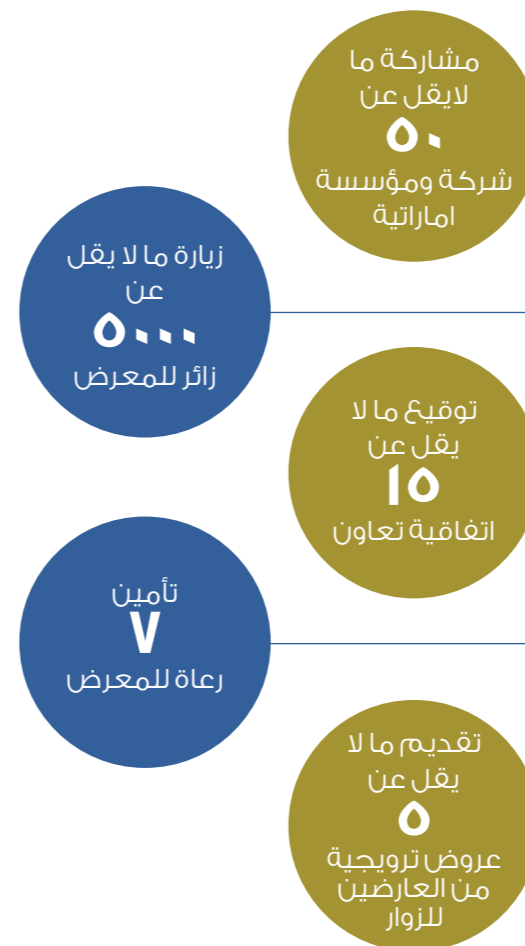 مشاركة ما
لايقل عن
٥٠
شركة ومؤسسة
اماراتية
زيارة ما لا يقل
عن
٥٠٠٠
زائر للمعرض
توقيع ما لا
يقل عن
١٥
اتفاقية تعاون
تأمين
٧
رعاة للمعرض
تقديم ما لا
يقل عن
٥
عروض ترويجية
من العارضين
للزوار